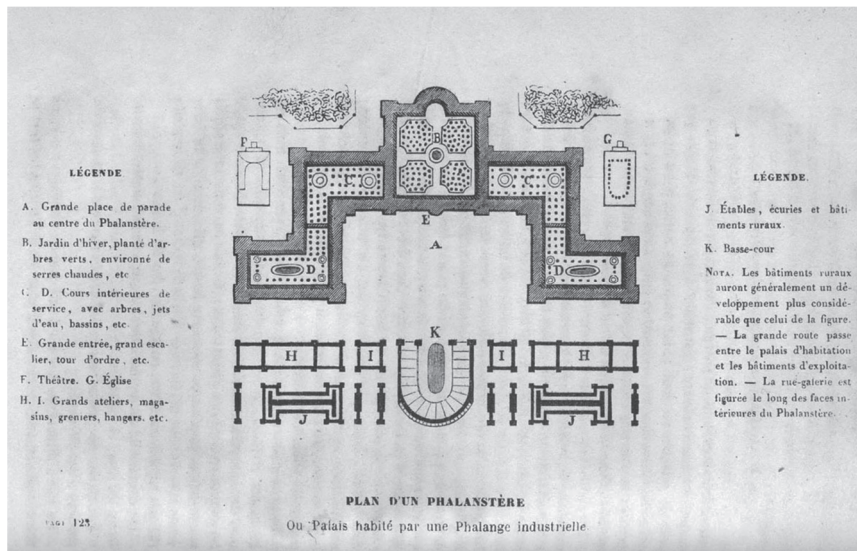 LÉGENDE
A. Grande place de parade
au centre du Phalanstère.
B. Jardin d'hiver, planté d'ar-
bres verts, environné de
serres chaudes, etc
C. D. Cours intérieures de
service, avec arbres, jets
d'eau, bassins, etc.
E. Grande entrée, grand esca-
lier, tour d'ordre, etc.
F. Théâtre. G. Église
H. I. Grands ateliers, maga-
sins, greniers, hangars. etc.
F
B
G
C
C
E
A
D
D
K
H
I
I
H
J
J
LÉGENDE.
J. Étables, écuries et bâti-
ments ruraux
K. Basse-cour
NOTA. Les bâtiments ruraux
auront généralement un dé-
veloppement plus considé-
rable que celui de la figure.
— La grande route passe
entre le palais d'habitation
et les bâtiments d'exploita-
tion. — La rue-galerie est
figurée le long des faces in-
térieures du Phalanstère.
PLAN D'UN PHALANSTÈRE
Ou Palais habité par une Phalange industrielle
PAGE 123